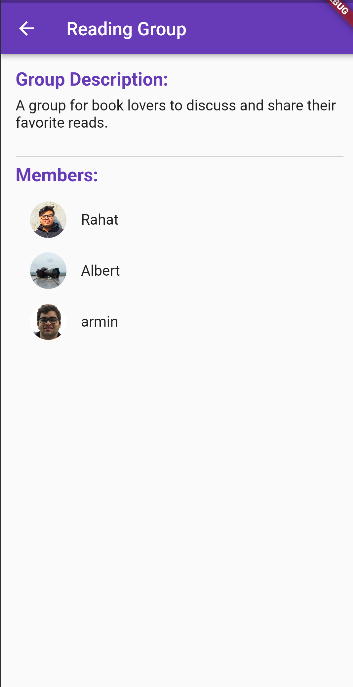 Reading Group
Group Description:
A group for book lovers to discuss and share their
favorite reads.
Members:
Rahat
Albert
armin